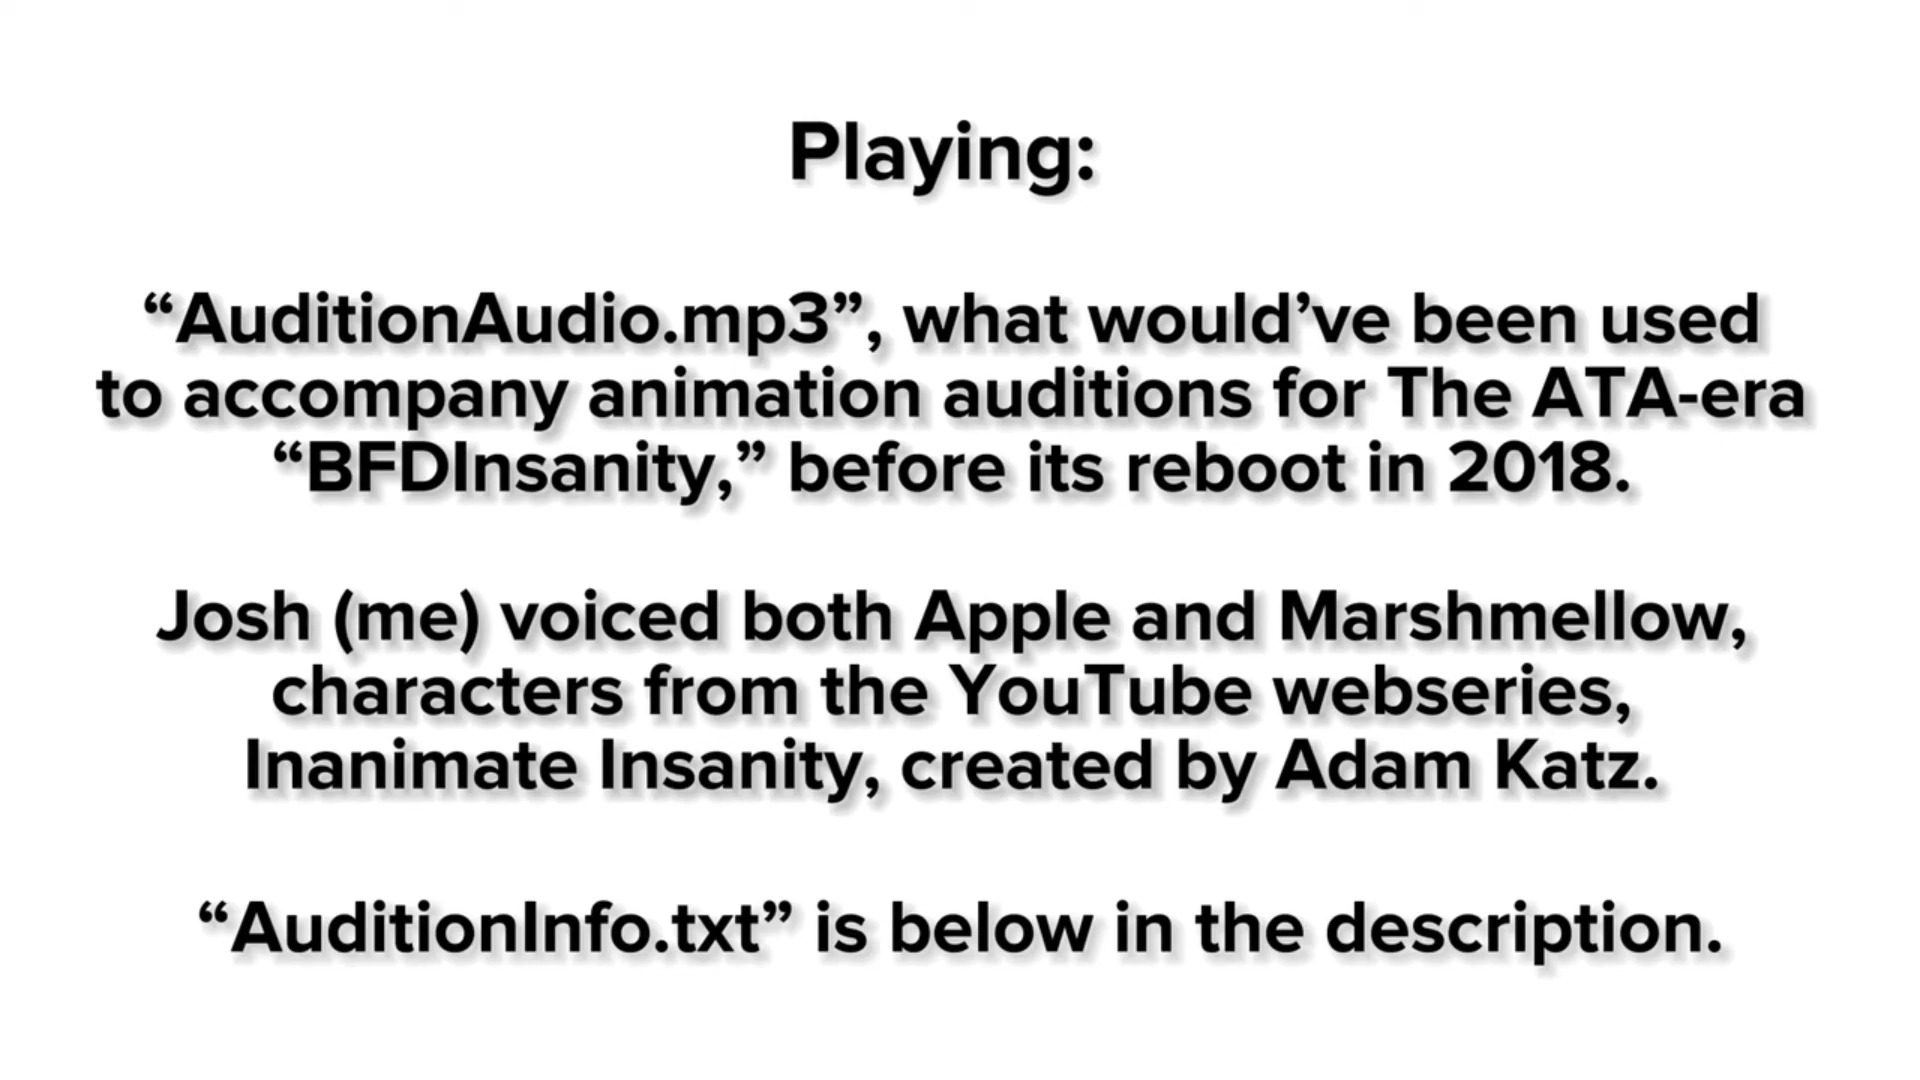 Playing:
“AuditionAudio.mp3”, what would’ve been used
to accompany animation auditions for The ATA-era
“BFDInsanity,” before its reboot in 2018.
Josh (me) voiced both Apple and Marshmellow,
characters from the YouTube webseries,
Inanimate Insanity, created by Adam Katz.
“AuditionInfo.txt” is below in the description.